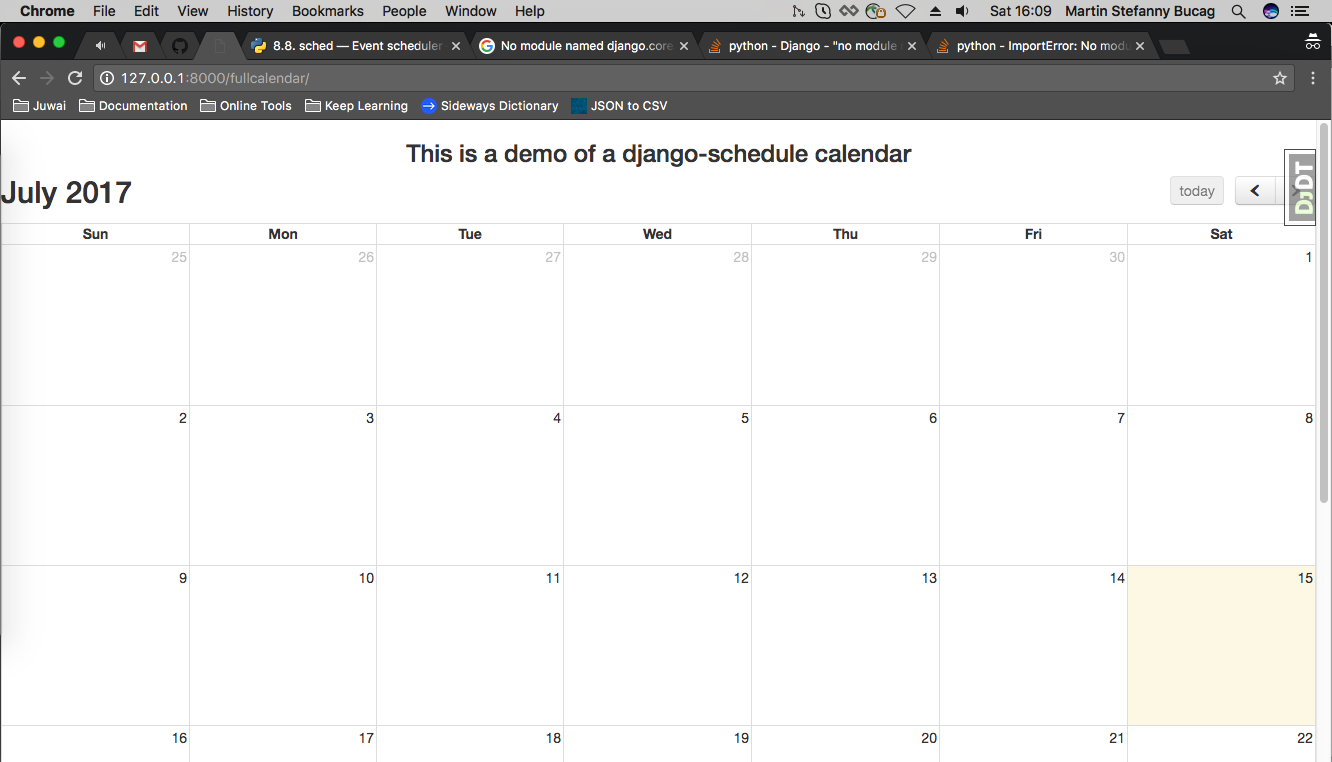 Chrome File Edit View History Bookmarks People Window Help Sat 16:09 Martin Stefanny Bucag
8.8. sched — Event scheduler No module named django.core python - Django - "no module python - ImportError: No modu
127.0.0.1:8000/fullcalendar/
Juwai Documentation Online Tools Keep Learning Sideways Dictionary JSON to CSV
This is a demo of a django-schedule calendar
July 2017 today
DjDT
Sun Mon Tue Wed Thu Fri Sat
25 26 27 28 29 30 1
2 3 4 5 6 7 8
9 10 11 12 13 14 15
16 17 18 19 20 21 22